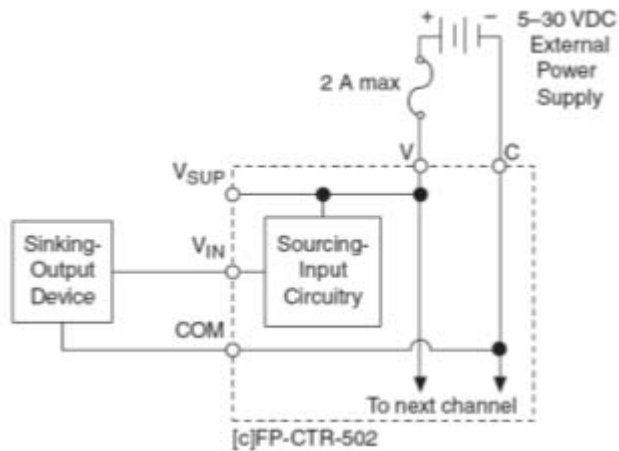 +
–
5–30 VDC
External
Power
Supply
2 A max
V
C
VSUP
VIN
Sinking-
Output
Device
Sourcing-
Input
Circuitry
COM
To next channel
[c]FP-CTR-502